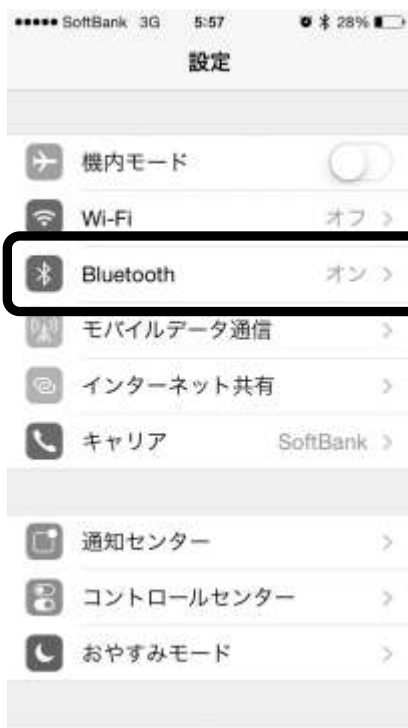 SoftBank 3G 5:57 28%
設定
機内モード
Wi-Fi オフ
Bluetooth オン
モバイルデータ通信
インターネット共有
キャリア SoftBank
通知センター
コントロールセンター
おやすみモード